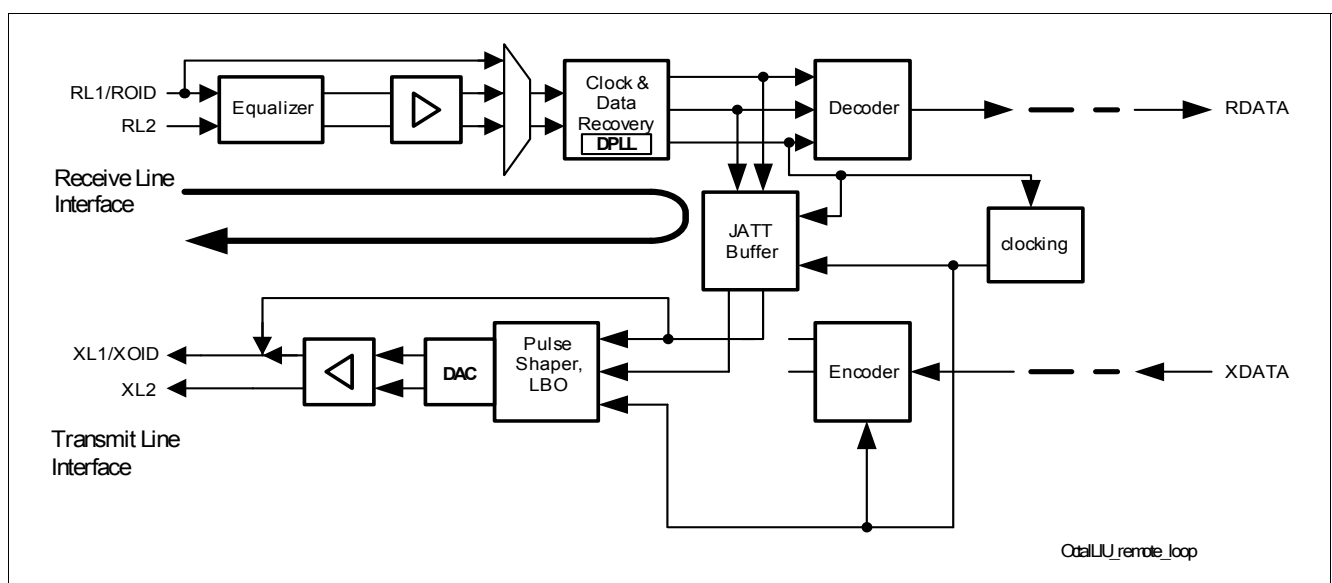 RL1/ROID
RL2
Equalizer
Clock &
Data
Recovery
DPLL
Decoder
RDATA
Receive Line
Interface
JATT
Buffer
clocking
XL1/XOID
XL2
DAC
Pulse
Shaper,
LBO
Encoder
XDATA
Transmit Line
Interface
OctalLIU_remote_loop